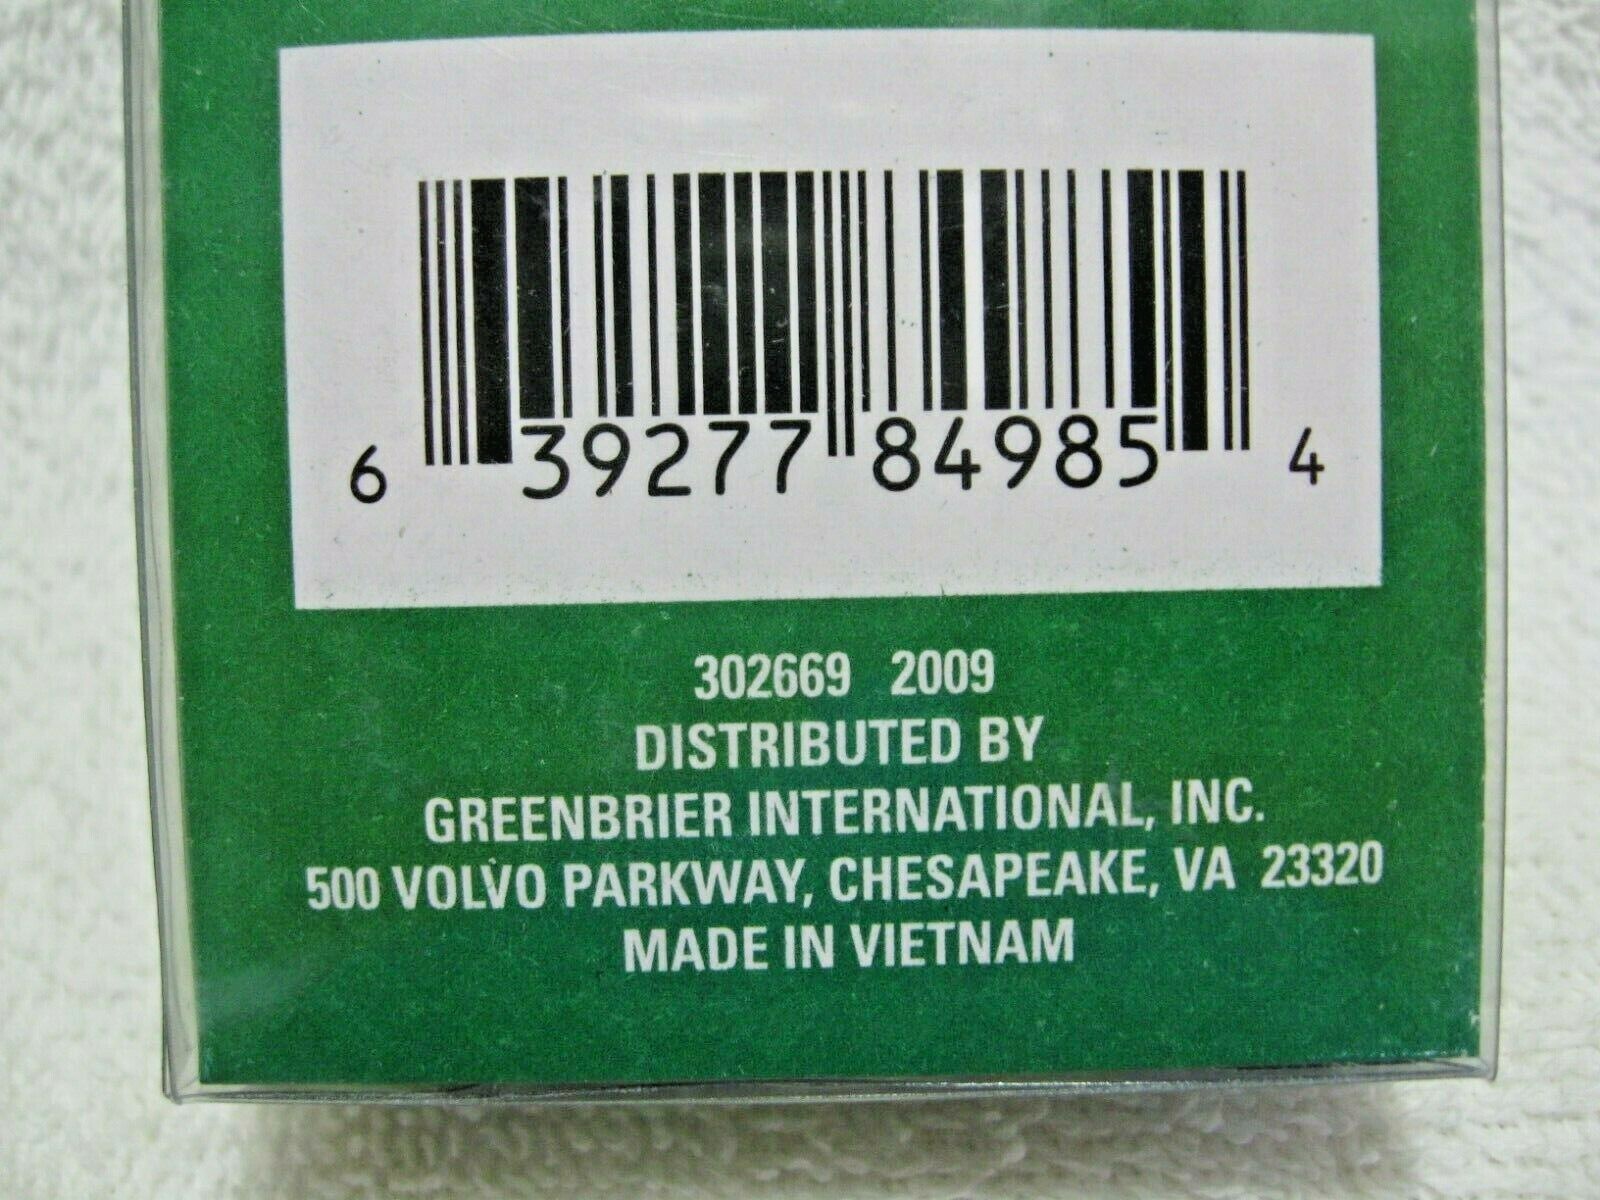 6 39277 84985 4
302669 2009
DISTRIBUTED BY
GREENBRIER INTERNATIONAL, INC.
500 VOLVO PARKWAY, CHESAPEAKE, VA 23320
MADE IN VIETNAM